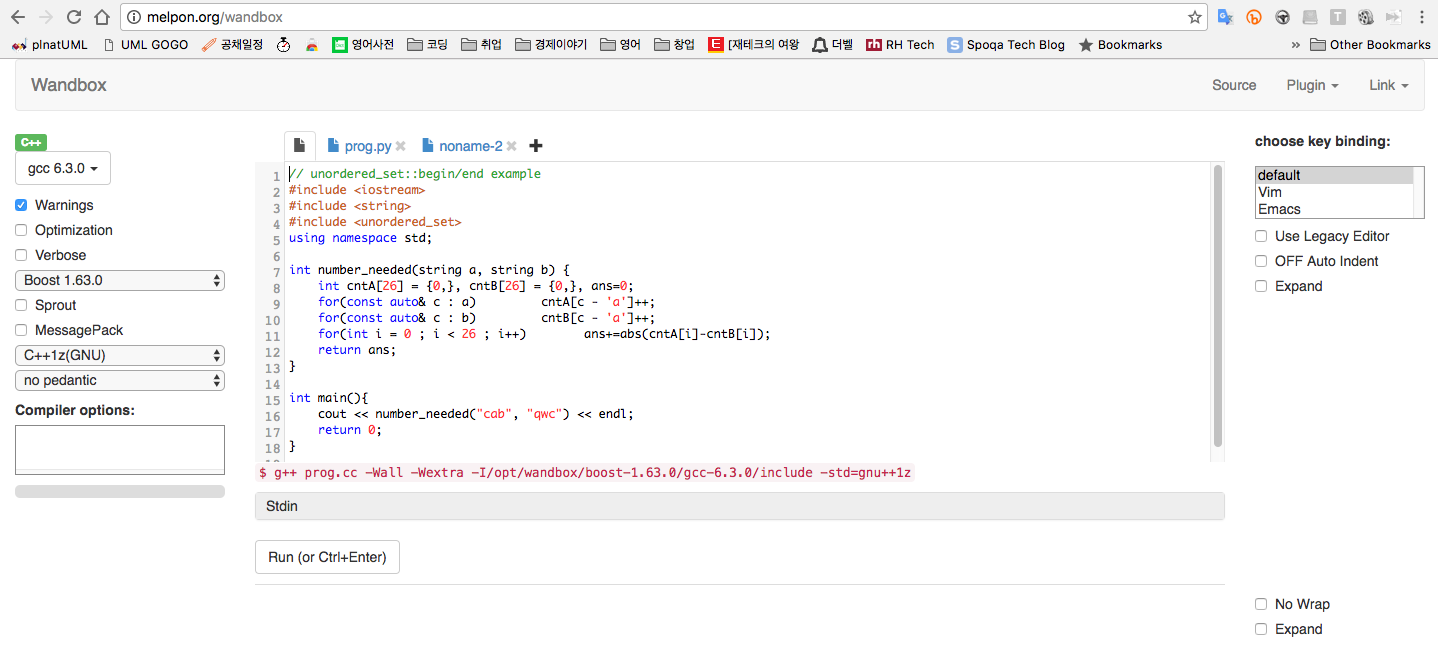 melpon.org/wandbox
plnatUML UML GOGO 공채일정 영어사전 코딩 취업 경제이야기 영어 창업 E [재테크의 여왕 더벨 rh RH Tech S Spoqa Tech Blog Bookmarks » Other Bookmarks
Wandbox Source Plugin Link
C++
gcc 6.3.0
Warnings
Optimization
Verbose
Boost 1.63.0
Sprout
MessagePack
C++1z(GNU)
no pedantic
Compiler options:
prog.py noname-2
1 // unordered_set::begin/end example
2 #include <iostream>
3 #include <string>
4 #include <unordered_set>
5 using namespace std;
6
7 int number_needed(string a, string b) {
8 int cntA[26] = {0,}, cntB[26] = {0,}, ans=0;
9 for(const auto& c : a) cntA[c - 'a']++;
10 for(const auto& c : b) cntB[c - 'a']++;
11 for(int i = 0 ; i < 26 ; i++) ans+=abs(cntA[i]-cntB[i]);
12 return ans;
13 }
14
15 int main(){
16 cout << number_needed("cab", "qwc") << endl;
17 return 0;
18 }
$ g++ prog.cc -Wall -Wextra -I/opt/wandbox/boost-1.63.0/gcc-6.3.0/include -std=gnu++1z
Stdin
Run (or Ctrl+Enter)
choose key binding:
default
Vim
Emacs
Use Legacy Editor
OFF Auto Indent
Expand
No Wrap
Expand